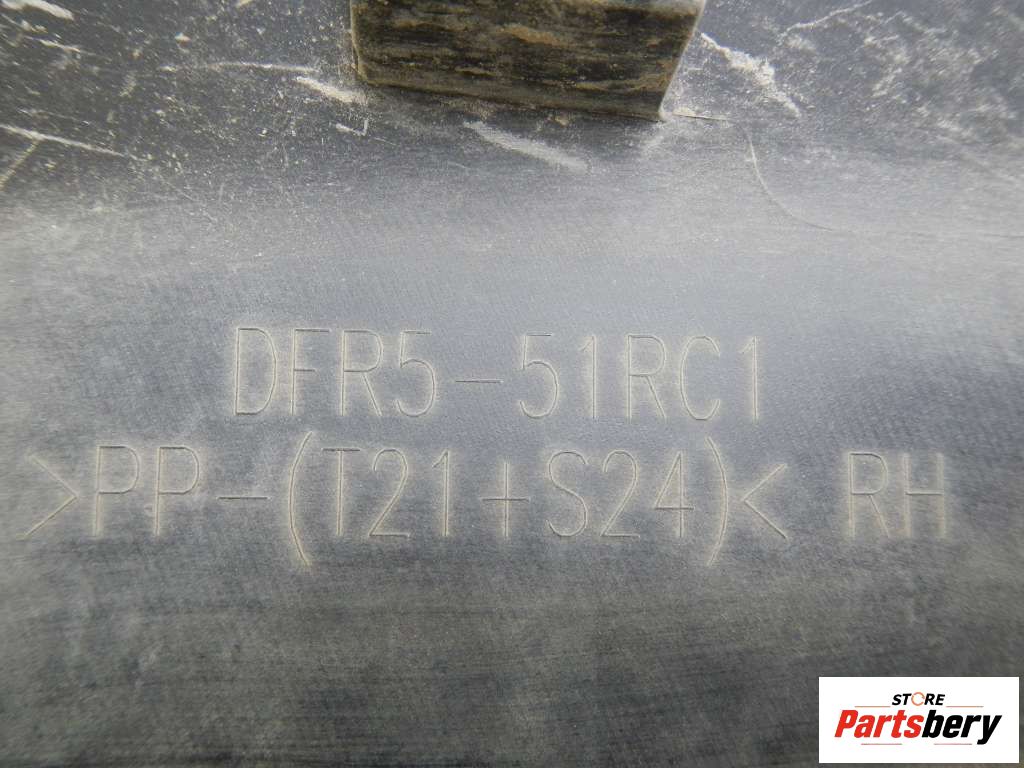 DFR5-51RC1
>PP-(T21+S24)< RH
STORE
Partsbery